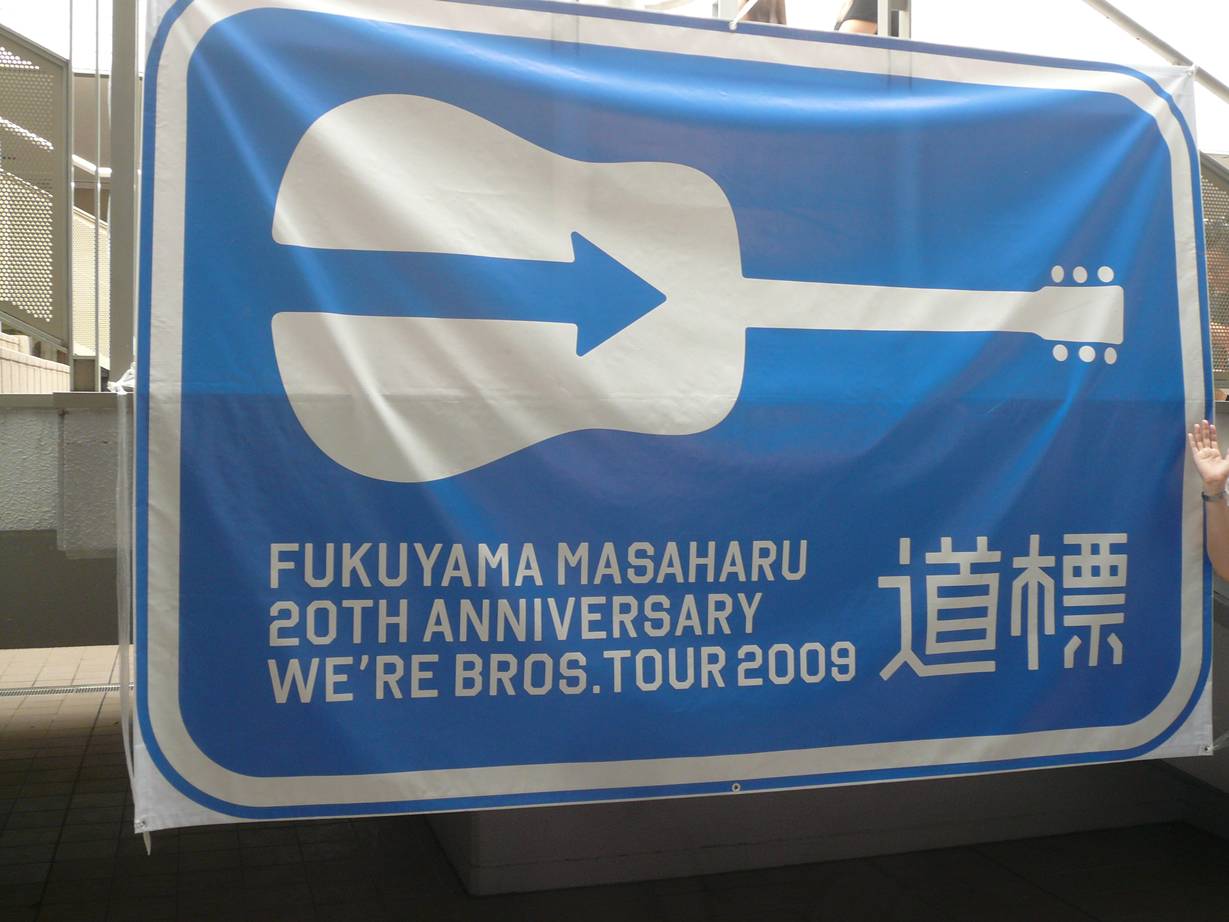 FUKUYAMA MASAHARU
20TH ANNIVERSARY
WE'RE BROS.TOUR 2009
道標